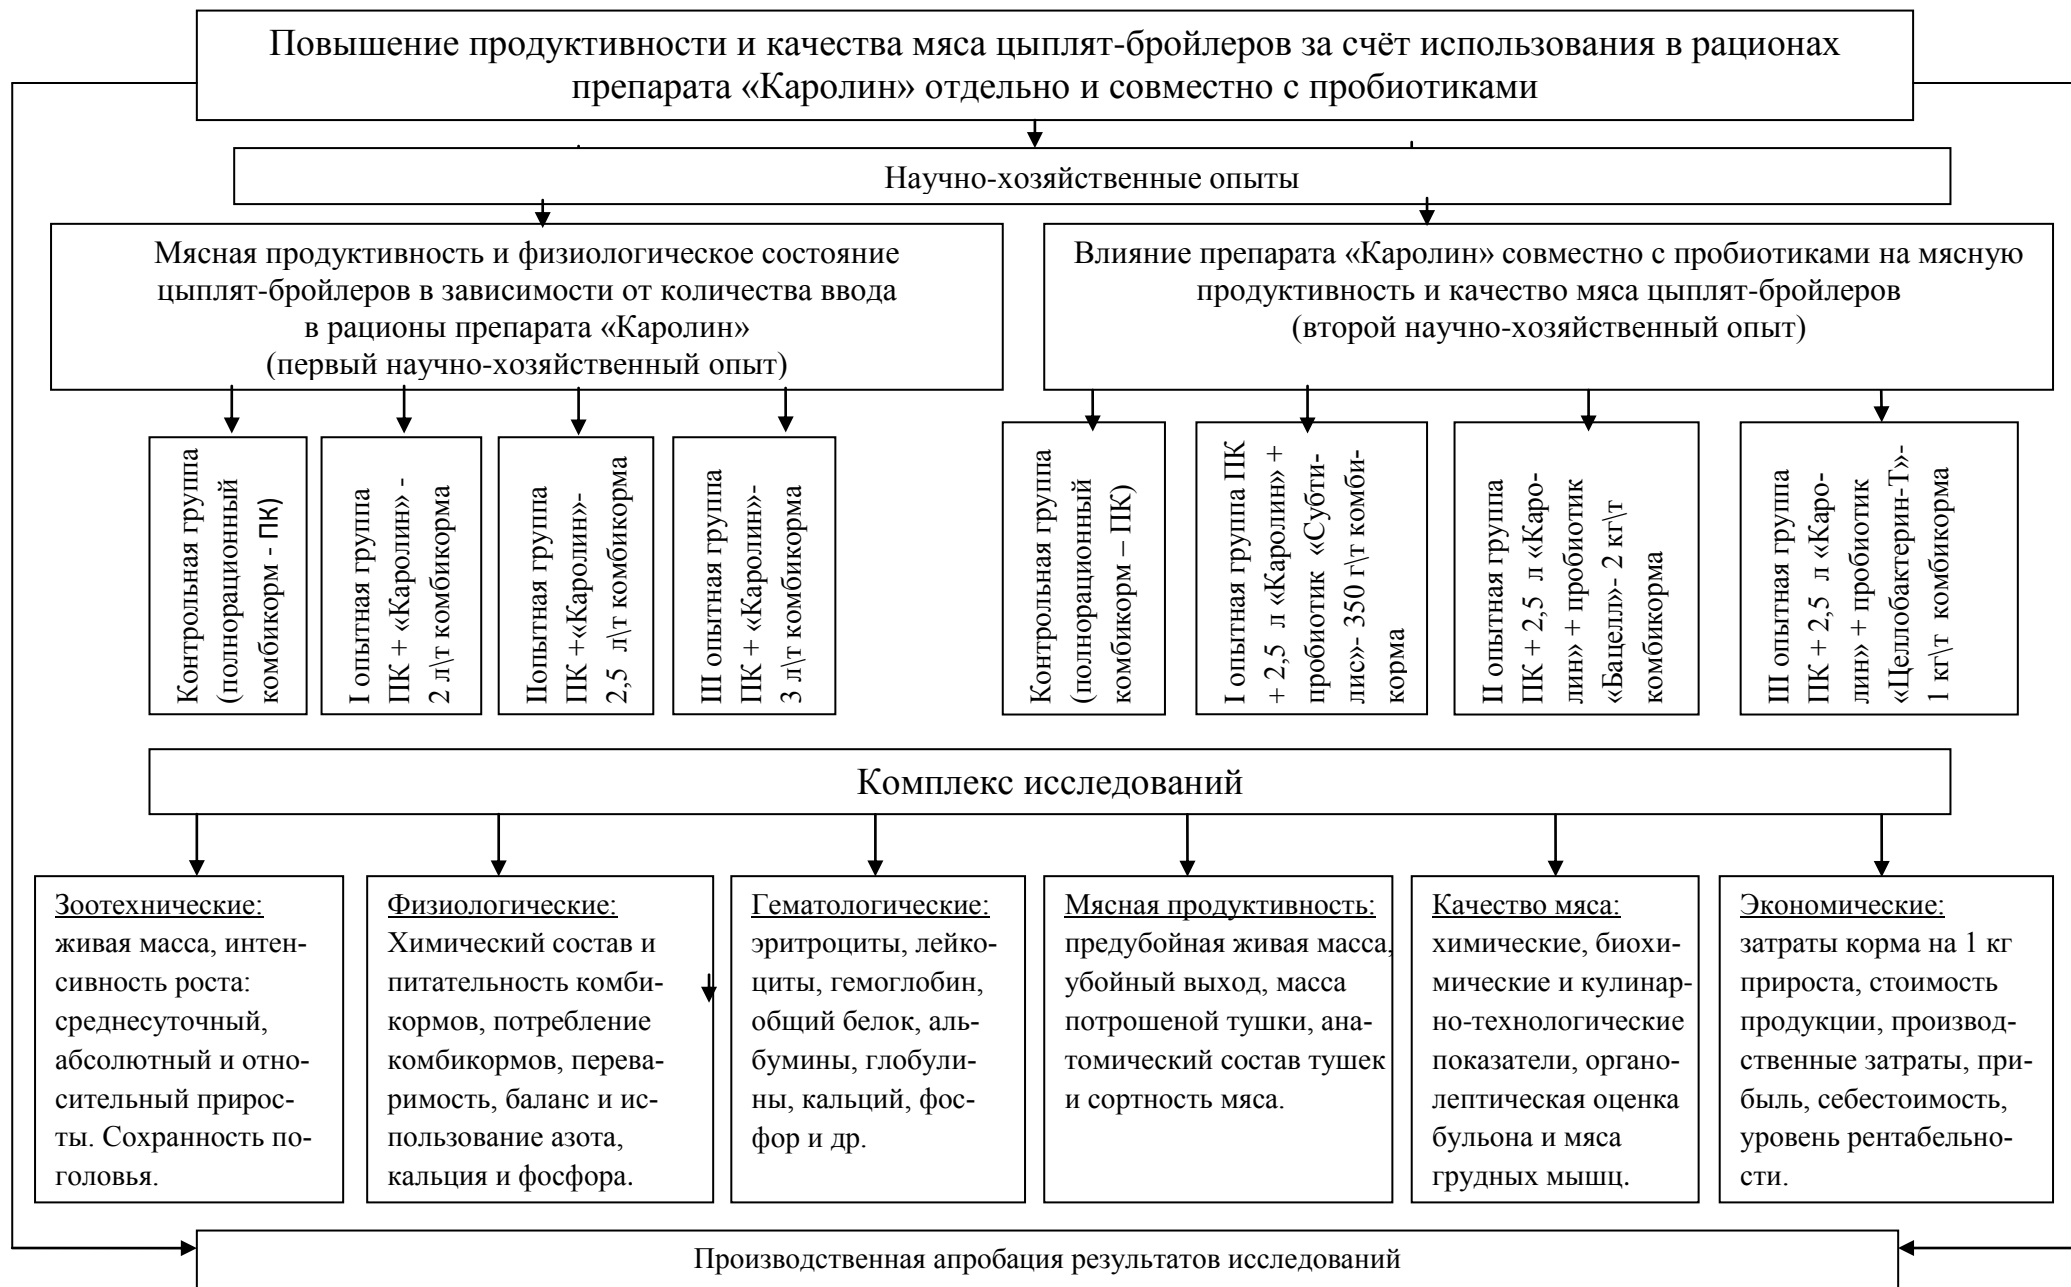 Повышение продуктивности и качества мяса цыплят-бройлеров за счёт использования в рационах
препарата «Каролин» отдельно и совместно с пробиотиками
Научно-хозяйственные опыты
Мясная продуктивность и физиологическое состояние
цыплят-бройлеров в зависимости от количества ввода
в рационы препарата «Каролин»
(первый научно-хозяйственный опыт)
Влияние препарата «Каролин» совместно с пробиотиками на мясную
продуктивность и качество мяса цыплят-бройлеров
(второй научно-хозяйственный опыт)
Контрольная группа
(полнорационный
комбикорм - ПК)
I опытная группа
ПК + «Каролин» -
2 л\т комбикорма
IIопытная группа
ПК +«Каролин»-
2,5 л\т комбикорма
III опытная группа
ПК + «Каролин»-
3 л\т комбикорма
Контрольная группа
(полнорационный
комбикорм – ПК)
I опытная группа ПК
+ 2,5 л «Каролин» +
пробиотик «Субти-
лис»- 350 г\т комби-
корма
II опытная группа
ПК + 2,5 л «Каро-
лин» + пробиотик
«Бацелл»- 2 кг\т
комбикорма
III опытная группа
ПК + 2,5 л «Каро-
лин» + пробиотик
«Целлобактерин-Т»-
1 кг\т комбикорма
Комплекс исследований
Зоотехнические:
живая масса, интен-
сивность роста:
среднесуточный,
абсолютный и отно-
сительный прирос-
ты. Сохранность по-
головья.
Физиологические:
Химический состав и
питательность комби-
кормов, потребление
комбикормов, перева-
римость, баланс и ис-
пользование азота,
кальция и фосфора.
Гематологические:
эритроциты, лейко-
циты, гемоглобин,
общий белок, аль-
бумины, глобули-
ны, кальций, фос-
фор и др.
Мясная продуктивность:
предубойная живая масса,
убойный выход, масса
потрошеной тушки, ана-
томический состав тушек
и сортность мяса.
Качество мяса:
химические, биохи-
мические и кулинар-
но-технологические
показатели, органо-
лептическая оценка
бульона и мяса
грудных мышц.
Экономические:
затраты корма на 1 кг
прироста, стоимость
продукции, производ-
ственные затраты, при-
быль, себестоимость,
уровень рентабельно-
сти.
Производственная апробация результатов исследований